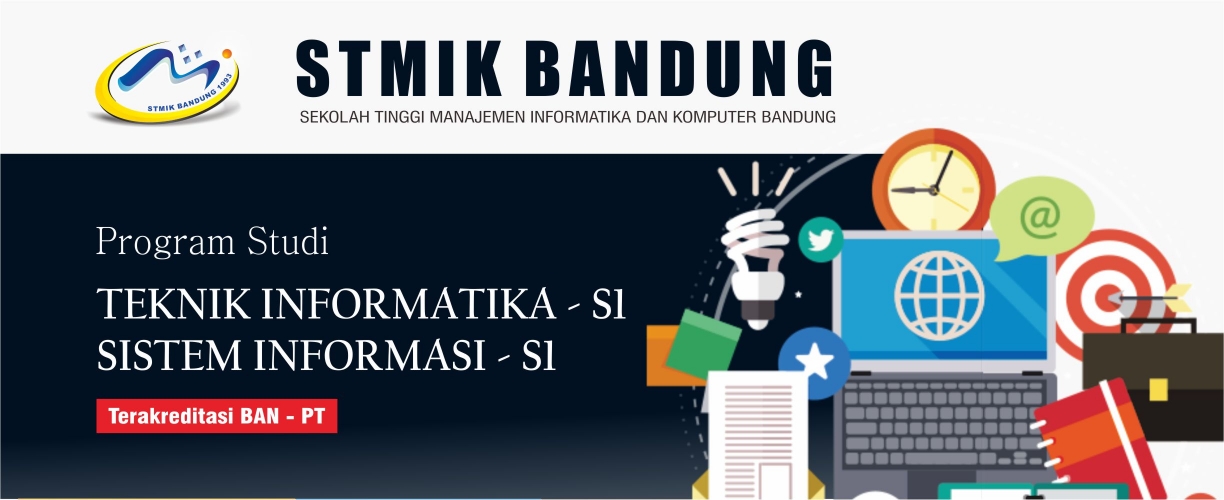 STMIK BANDUNG 1993
STMIK BANDUNG
SEKOLAH TINGGI MANAJEMEN INFORMATIKA DAN KOMPUTER BANDUNG
@
Program Studi
TEKNIK INFORMATIKA - S1
SISTEM INFORMASI - S1
Terakreditasi BAN - PT